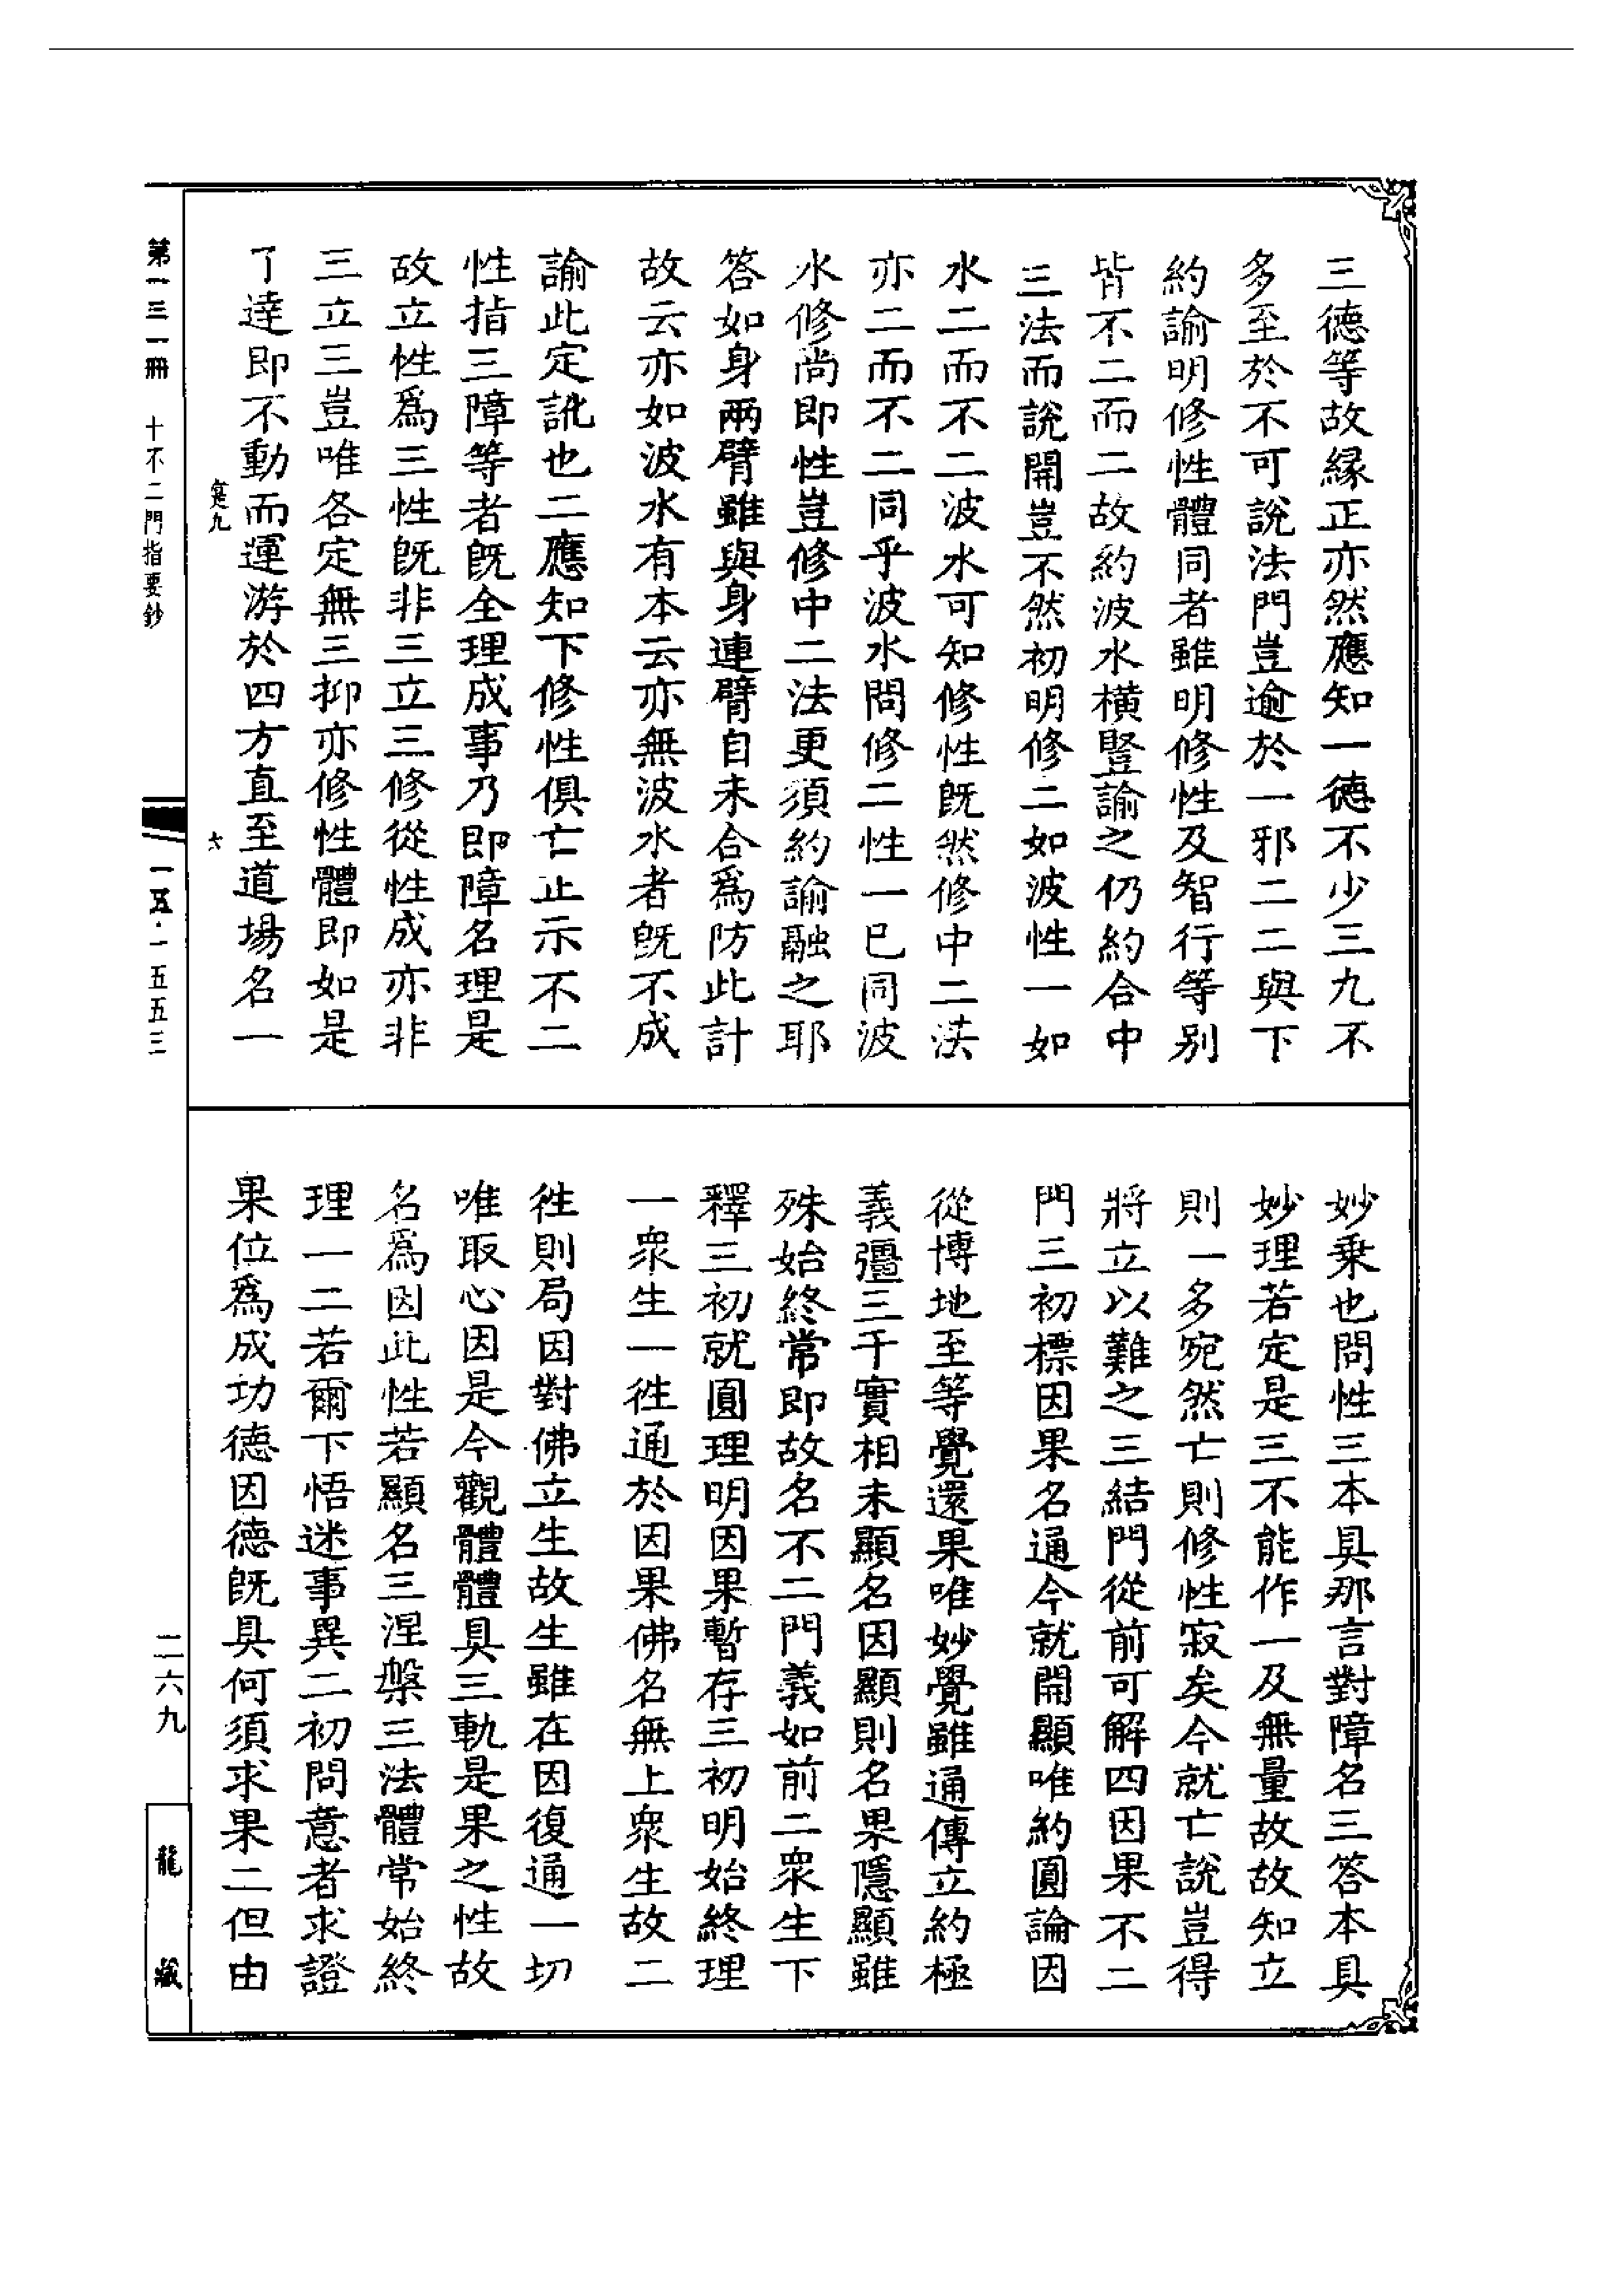 三德等故緣正亦然應知一德不少三九不
多至於不可說法門豈逾於一邪二二與下
約諭明修性體同者雖明修性及智行等別
皆不二而二故約波水橫豎諭之仍約合中
三法而說開豈不然初明修二如波性一如
水二而不二波水可知修性既然修中二法
亦二而不二同乎波水問修二性一已同波
水修尚即性豈修中二法更須約諭融之耶
答如身兩臂雖與身連臂自未合爲防此計
故云亦如波水有本云亦無波水者既不成
諭此定訛也二應知下修性俱亡止示不二
性指三障等者既全理成事乃即障名理是
故立性爲三性既非三立三修從性成亦非
三立三豈唯各定無三抑亦修性體即如是
了達即不動而運游於四方直至道場名一
妙乘也問性三本具那言對障名三答本具
妙理若定是三不能作一及無量故故知立
則一多宛然亡則修性寂矣今就亡說豈得
將立以難之三結門從前可解四因果不二
門三初標因果名通今就開顯唯約圓論因
從博地至等覺還果唯妙覺雖通傳立約極
義彊三千實相未顯名因顯則名果隱顯雖
殊始終常即故名不二門義如前二眾生下
釋三初就圓理明因果暫存三初明始終理
一眾生一徃通於因果佛名無上眾生故二
徃則局因對佛立生故生雖在因復通一切
唯取心因是今觀體體具三軌是果之性故
名爲因此性若顯名三涅槃三法體常始終
理一二若爾下悟迷事異二初問意者求證
果位爲成功德因德既具何須求果二但由
第一三一冊　十不二門指要鈔
寔九
六
一五·一五五三
二六九
龍藏